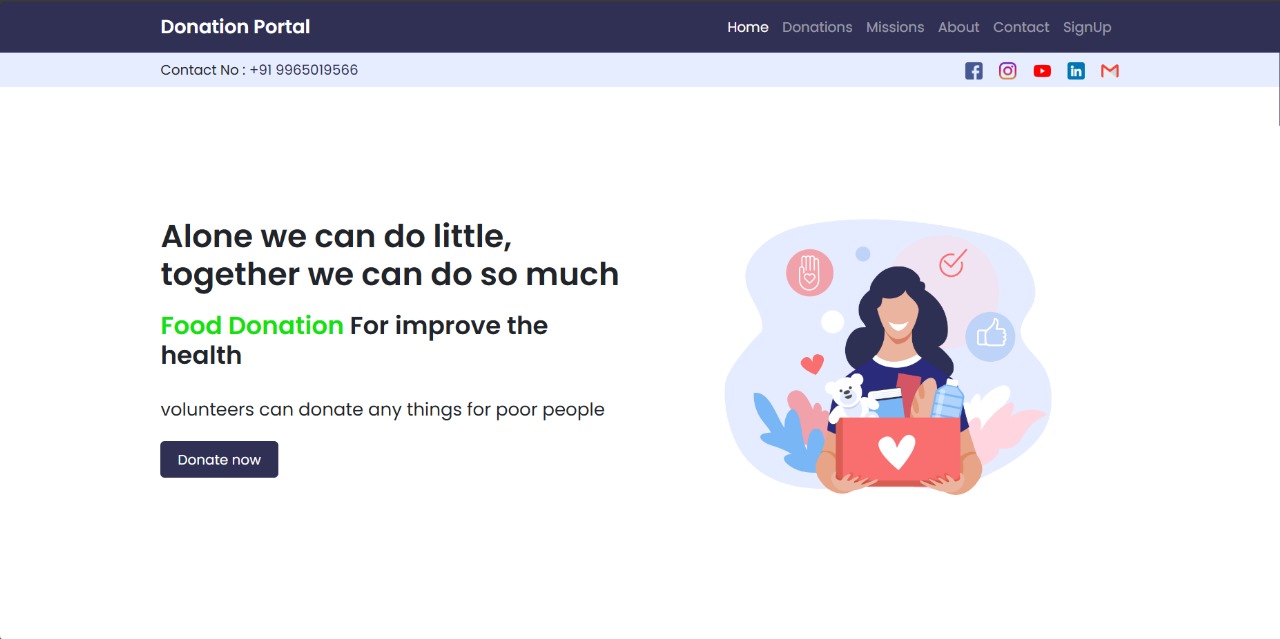 Donation Portal
Home Donations Missions About Contact SignUp
Contact No : +91 9965019566
Alone we can do little,
together we can do so much
Food Donation For improve the
health
volunteers can donate any things for poor people
Donate now